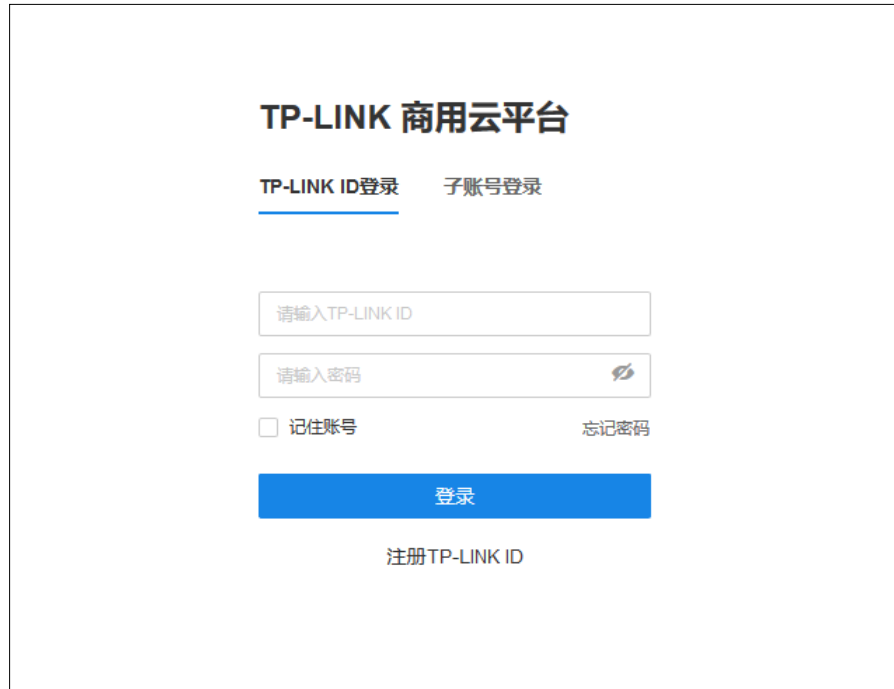 TP-LINK 商用云平台
TP-LINK ID登录 子账号登录
请输入TP-LINK ID
请输入密码
记住账号 忘记密码
登录
注册TP-LINK ID